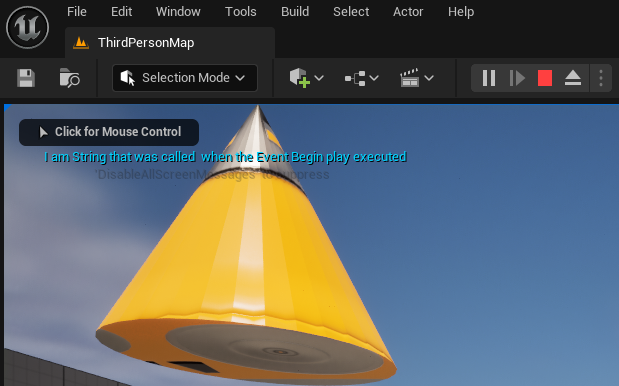 File Edit Window Tools Build Select Actor Help
ThirdPersonMap
Selection Mode
Click for Mouse Control
I am String that was called when the Event Begin play executed
'DisableAllScreenMessages' to suppress